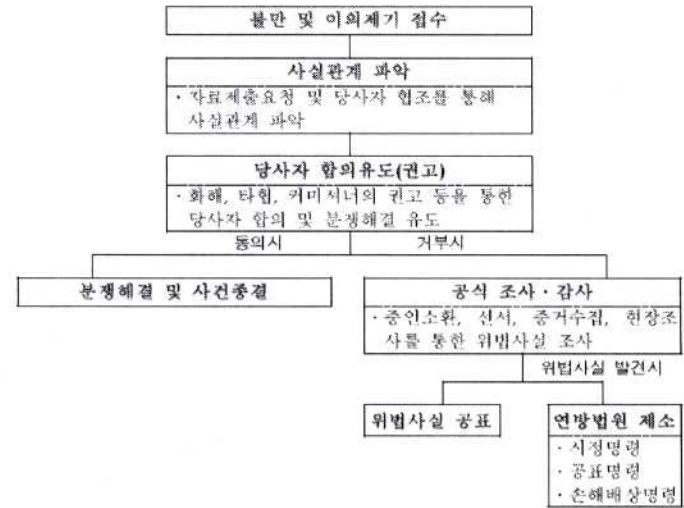 불만 및 이의제기 접수
사실관계 파악
· 자료제출요청 및 당사자 협조를 통해
사실관계 파악
당사자 합의유도(권고)
· 화해, 타협, 커미셔너의 권고 등을 통한
당사자 합의 및 분쟁해결 유도
동의시 거부시
분쟁해결 및 사건종결
공식 조사 · 감사
· 증인소환, 선서, 증거수집, 현장조
사를 통한 위법사실 조사
위법사실 발견시
위법사실 공표
연방법원 제소
· 시정명령
· 공표명령
· 손해배상명령